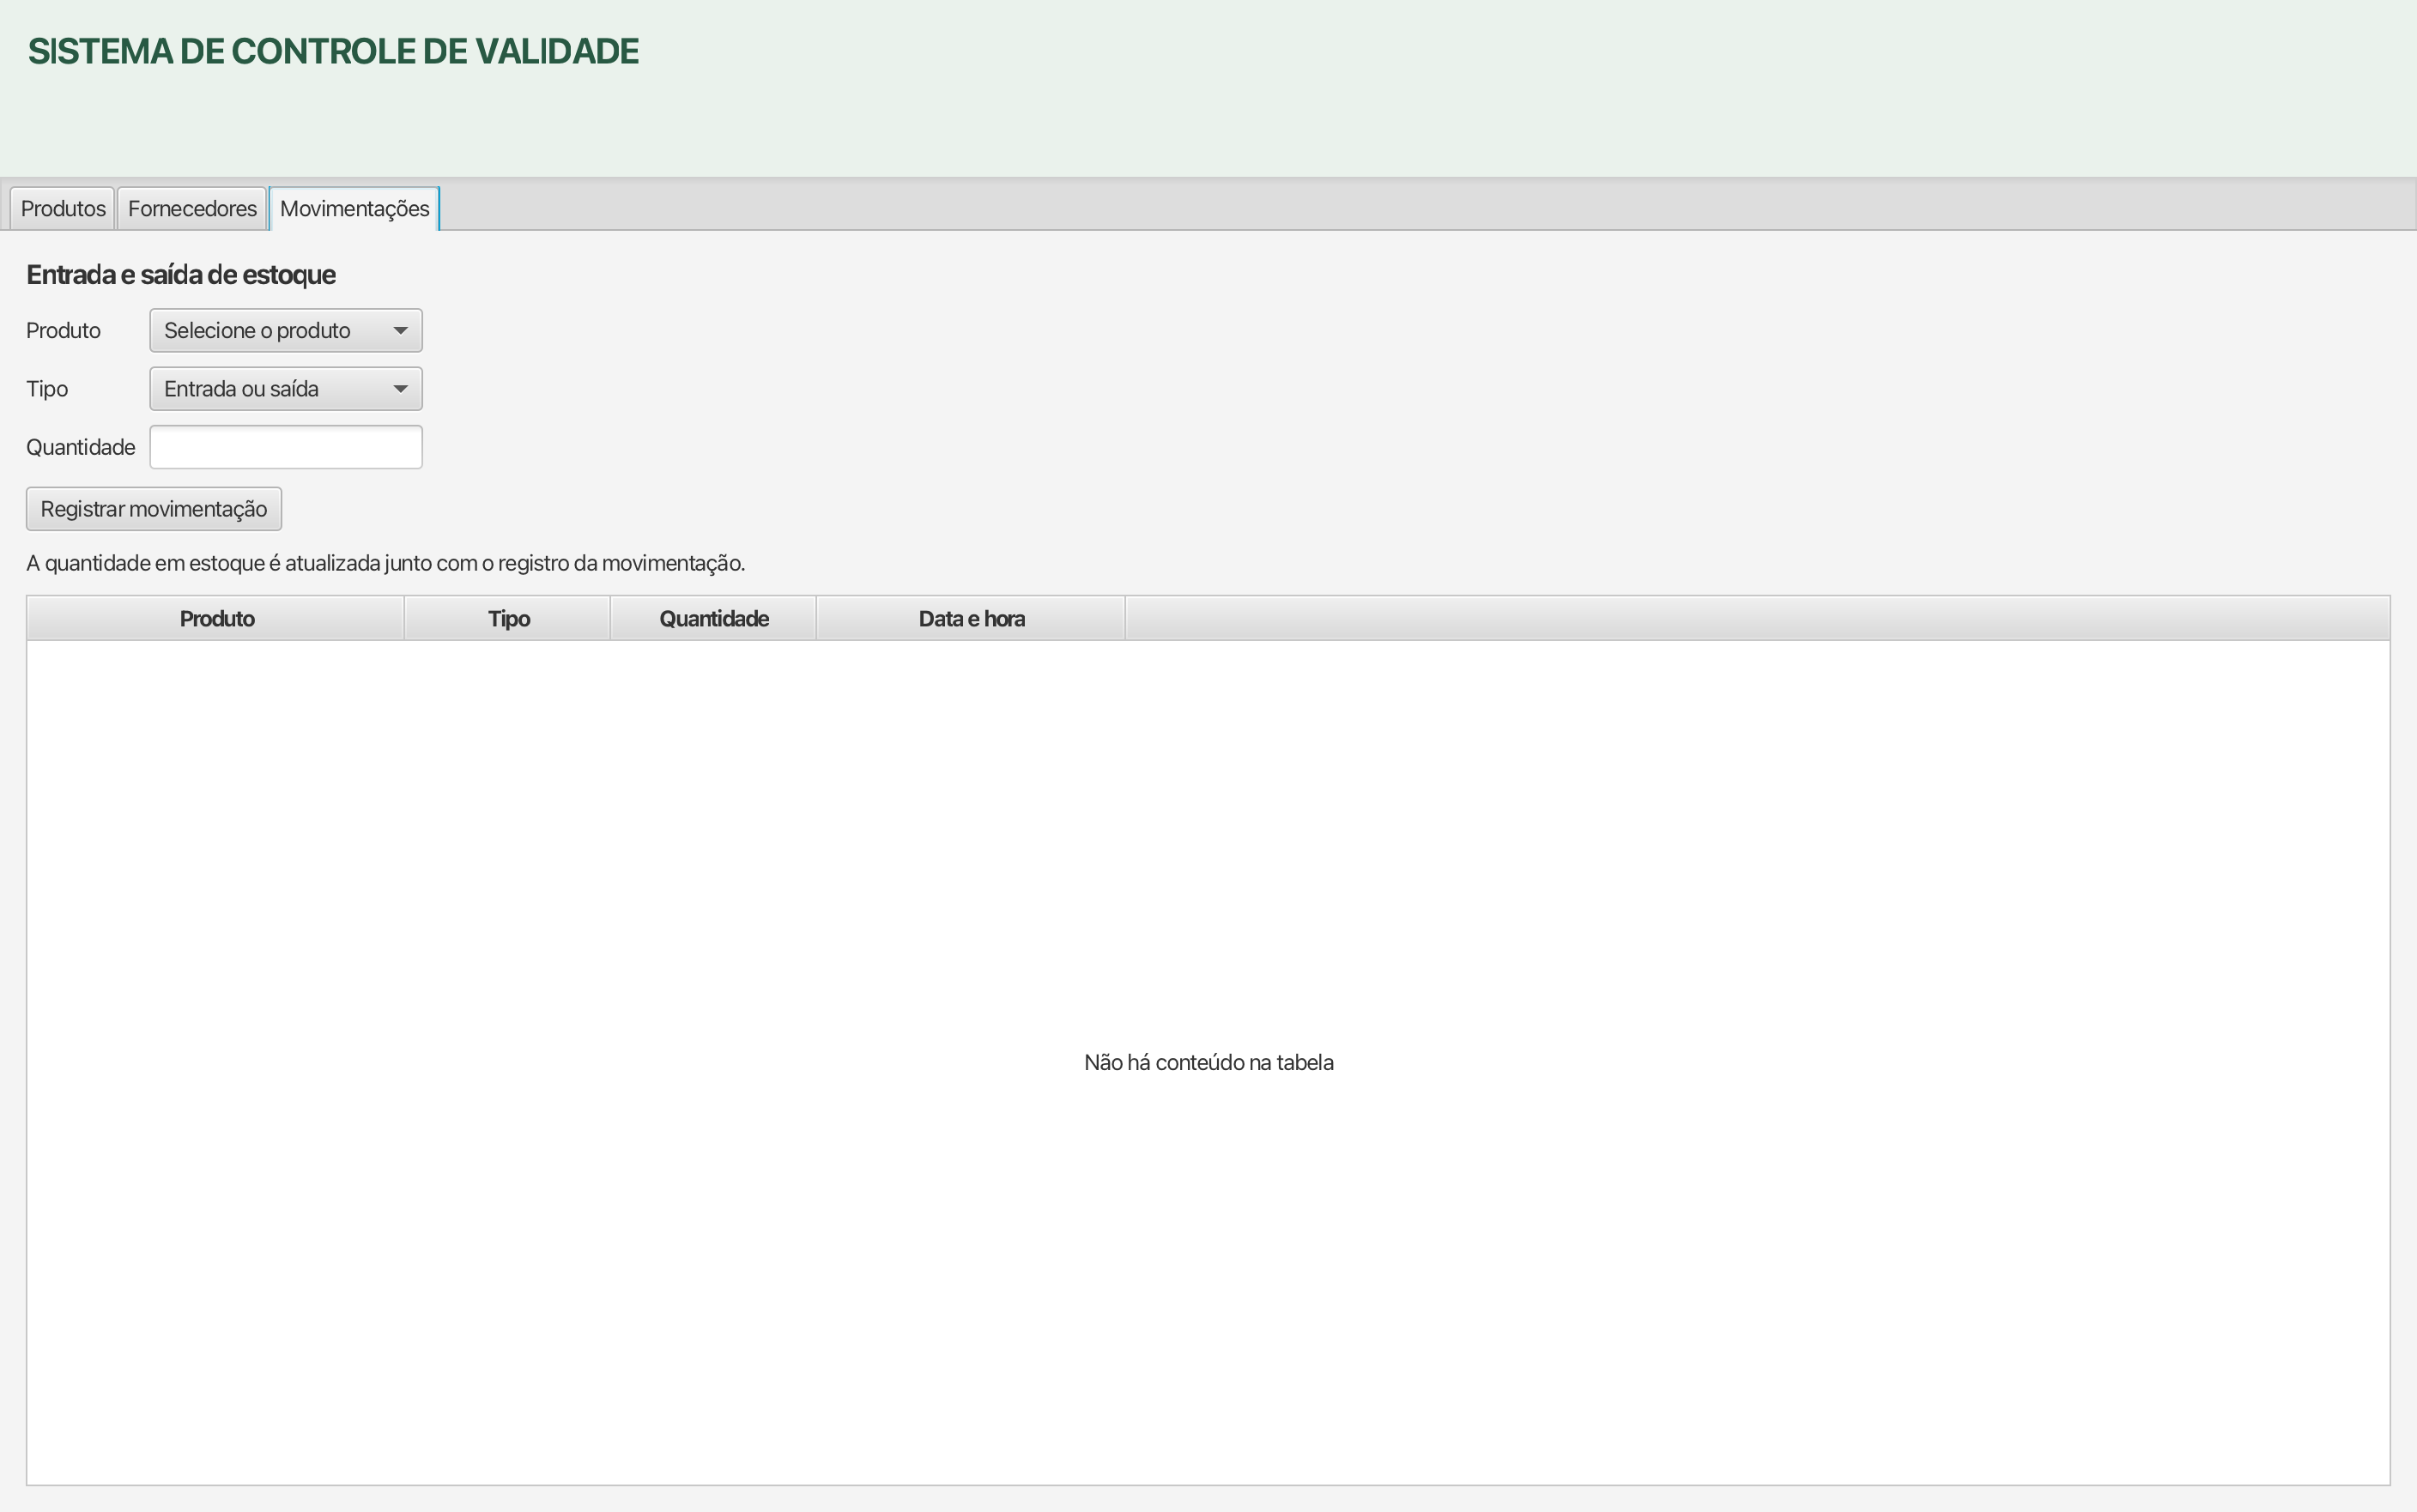 SISTEMA DE CONTROLE DE VALIDADE
Produtos Fornecedores Movimentações
Entrada e saída de estoque
Produto Selecione o produto
Tipo Entrada ou saída
Quantidade
Registrar movimentação
A quantidade em estoque é atualizada junto com o registro da movimentação.
Produto Tipo Quantidade Data e hora
Não há conteúdo na tabela